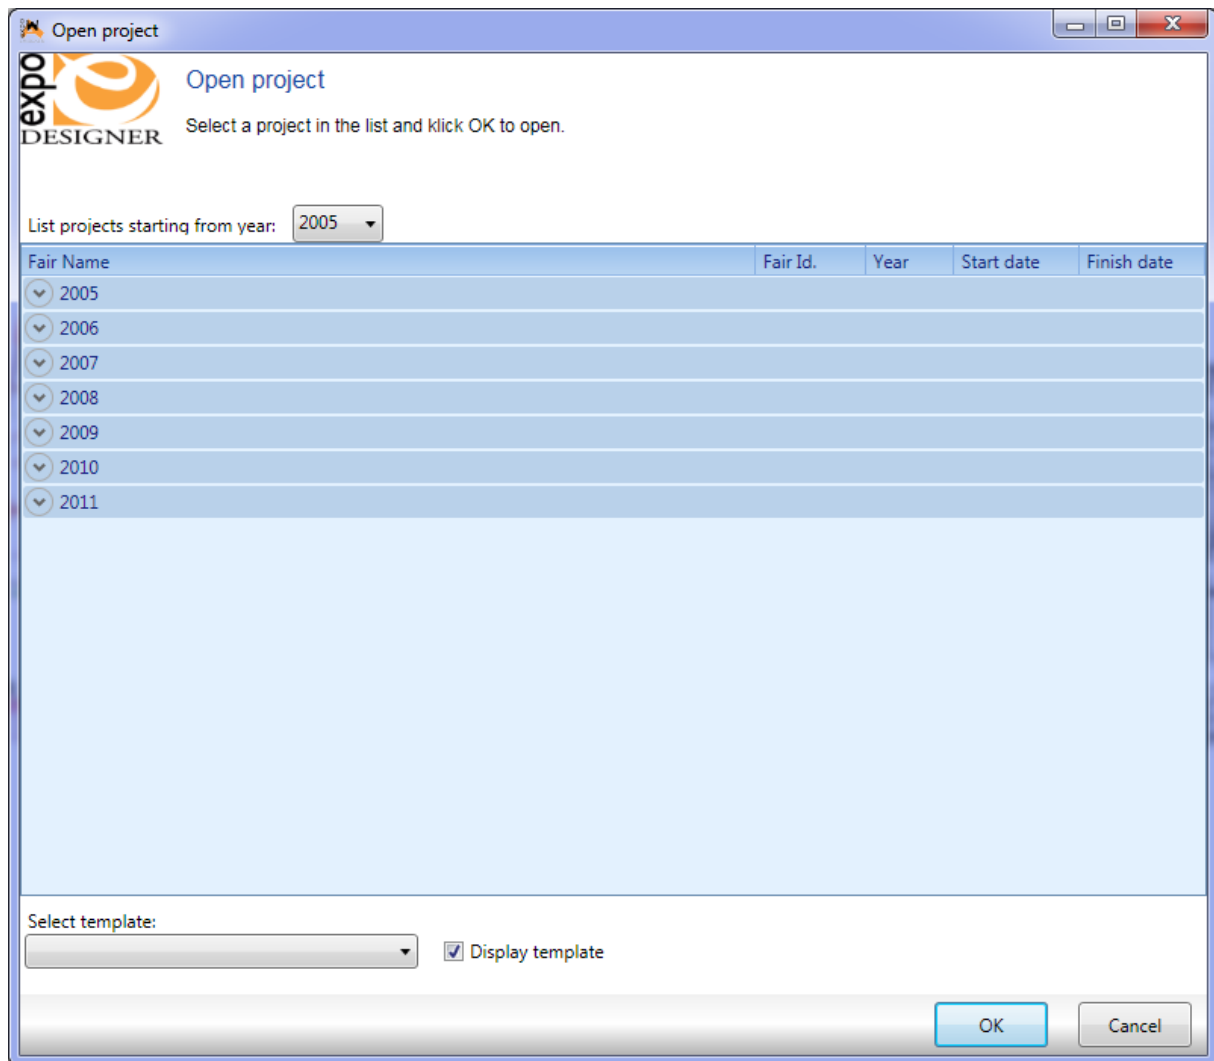 Open project
expo
DESIGNER
Open project
Select a project in the list and klick OK to open.
List projects starting from year: 2005
Fair Name Fair Id. Year Start date Finish date
2005
2006
2007
2008
2009
2010
2011
Select template:
Display template
OK Cancel